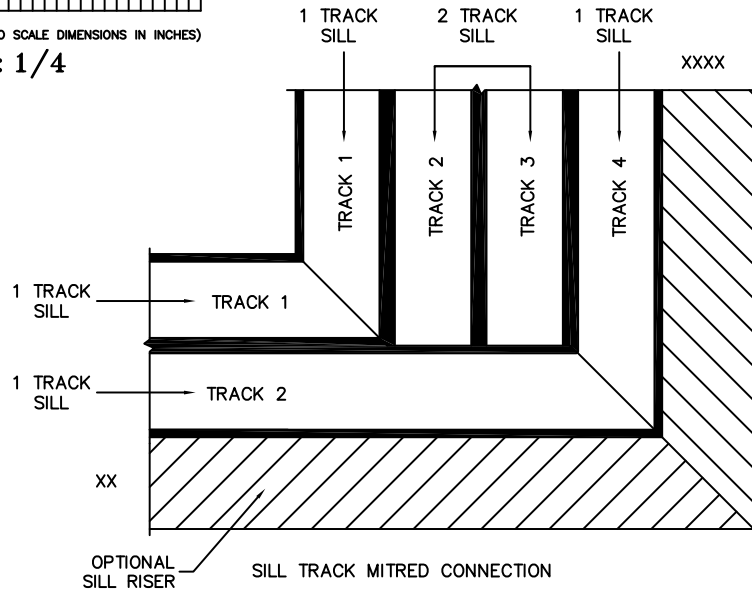 O SCALE DIMENSIONS IN INCHES)
: 1/4
1 TRACK
SILL
2 TRACK
SILL
1 TRACK
SILL
XXXX
TRACK 1
TRACK 2
TRACK 3
TRACK 4
1 TRACK
SILL
TRACK 1
1 TRACK
SILL
TRACK 2
XX
OPTIONAL
SILL RISER
SILL TRACK MITRED CONNECTION